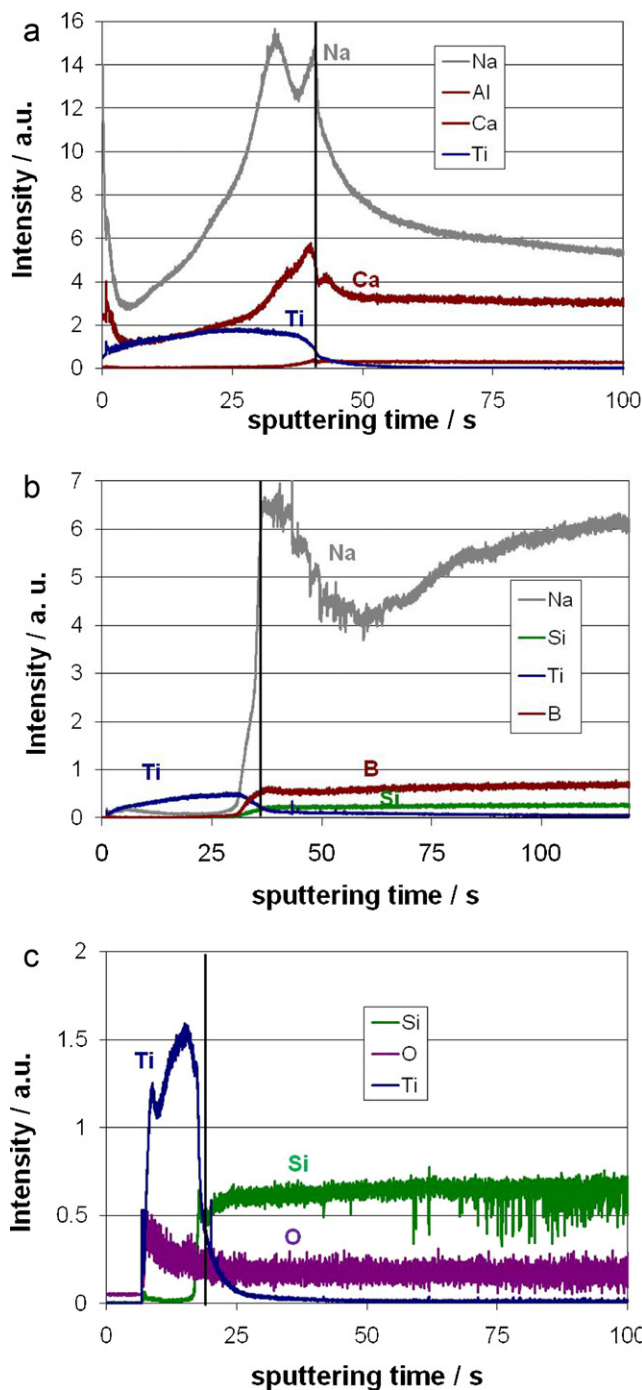 a
16
14
12
10
8
6
4
2
0
Intensity / a.u.
Na
Ca
Ti
Na
Al
Ca
Ti
0 25 50 75 100
sputtering time / s
b
7
6
5
4
3
2
1
0
Intensity / a. u.
Na
Ti
B
Si
Na
Si
Ti
B
0 25 50 75 100
sputtering time / s
c
2
1.5
1
0.5
0
Intensity / a.u.
Ti
Si
O
Si
O
Ti
0 25 50 75 100
sputtering time / s